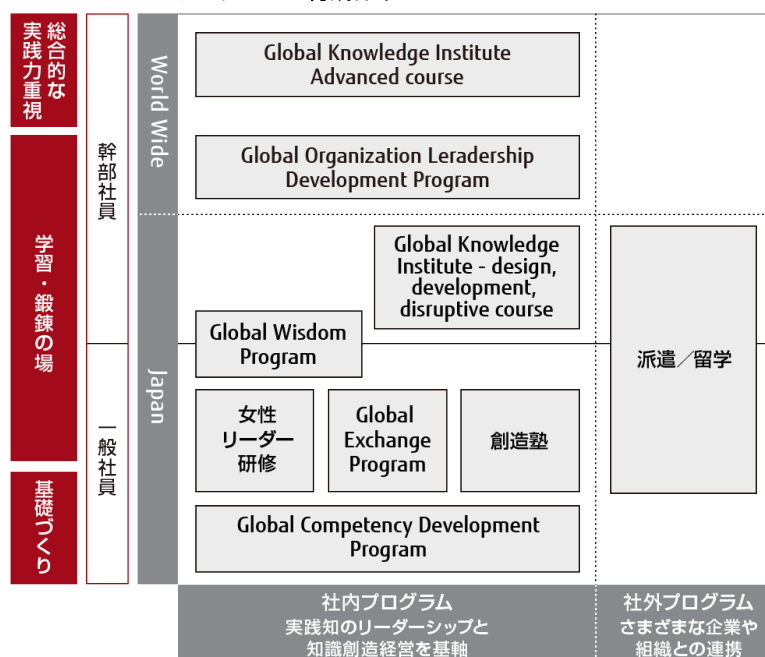 総合的な
実践力重視
学習・鍛錬の場
基礎づくり
幹部社員
一般社員
World Wide
Japan
Global Knowledge Institute
Advanced course
Global Organization Leradership
Development Program
Global Knowledge
Institute - design,
development,
disruptive course
Global Wisdom
Program
女性
リーダー
研修
Global
Exchange
Program
創造塾
Global Competency Development
Program
派遣／留学
社内プログラム
実践知のリーダーシップと
知識創造経営を基軸
社外プログラム
さまざまな企業や
組織との連携